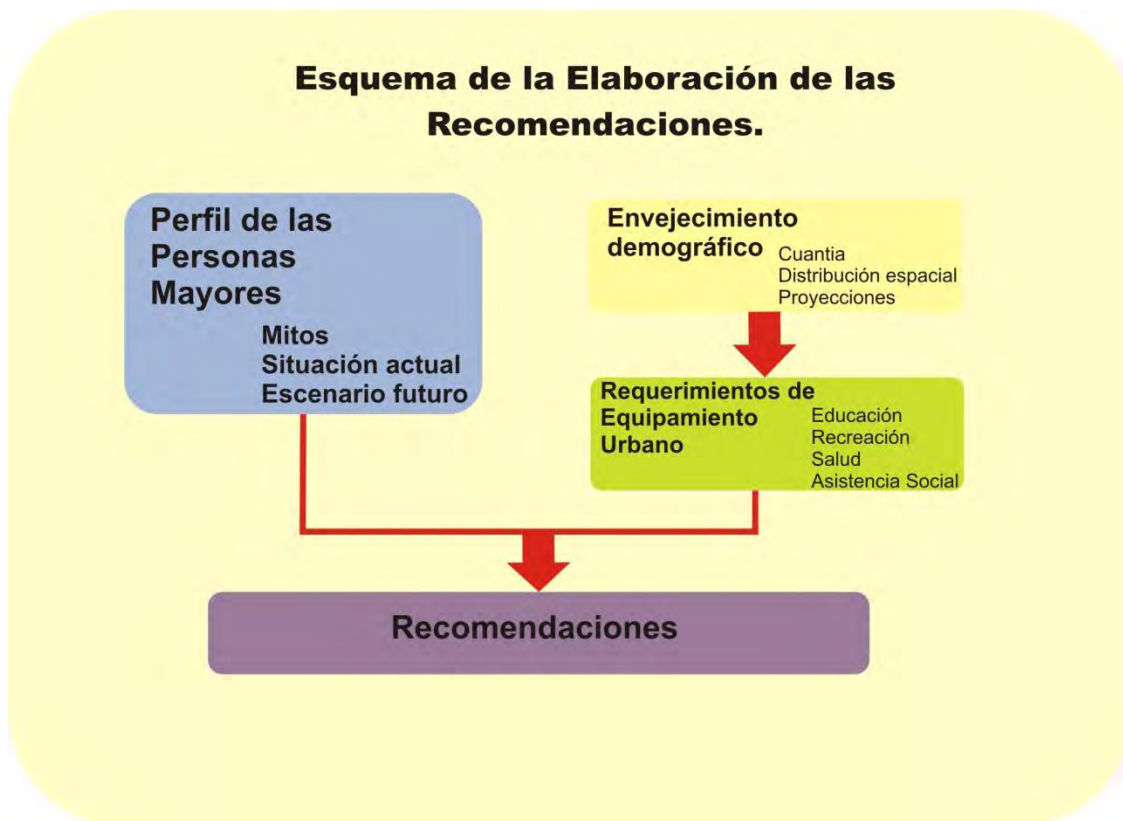 Esquema de la Elaboración de las
Recomendaciones.
Perfil de las
Personas
Mayores
Mitos
Situación actual
Escenario futuro
Envejecimiento
demográfico
Cuantia
Distribución espacial
Proyecciones
Requerimientos de
Equipamiento
Urbano
Educación
Recreación
Salud
Asistencia Social
Recomendaciones